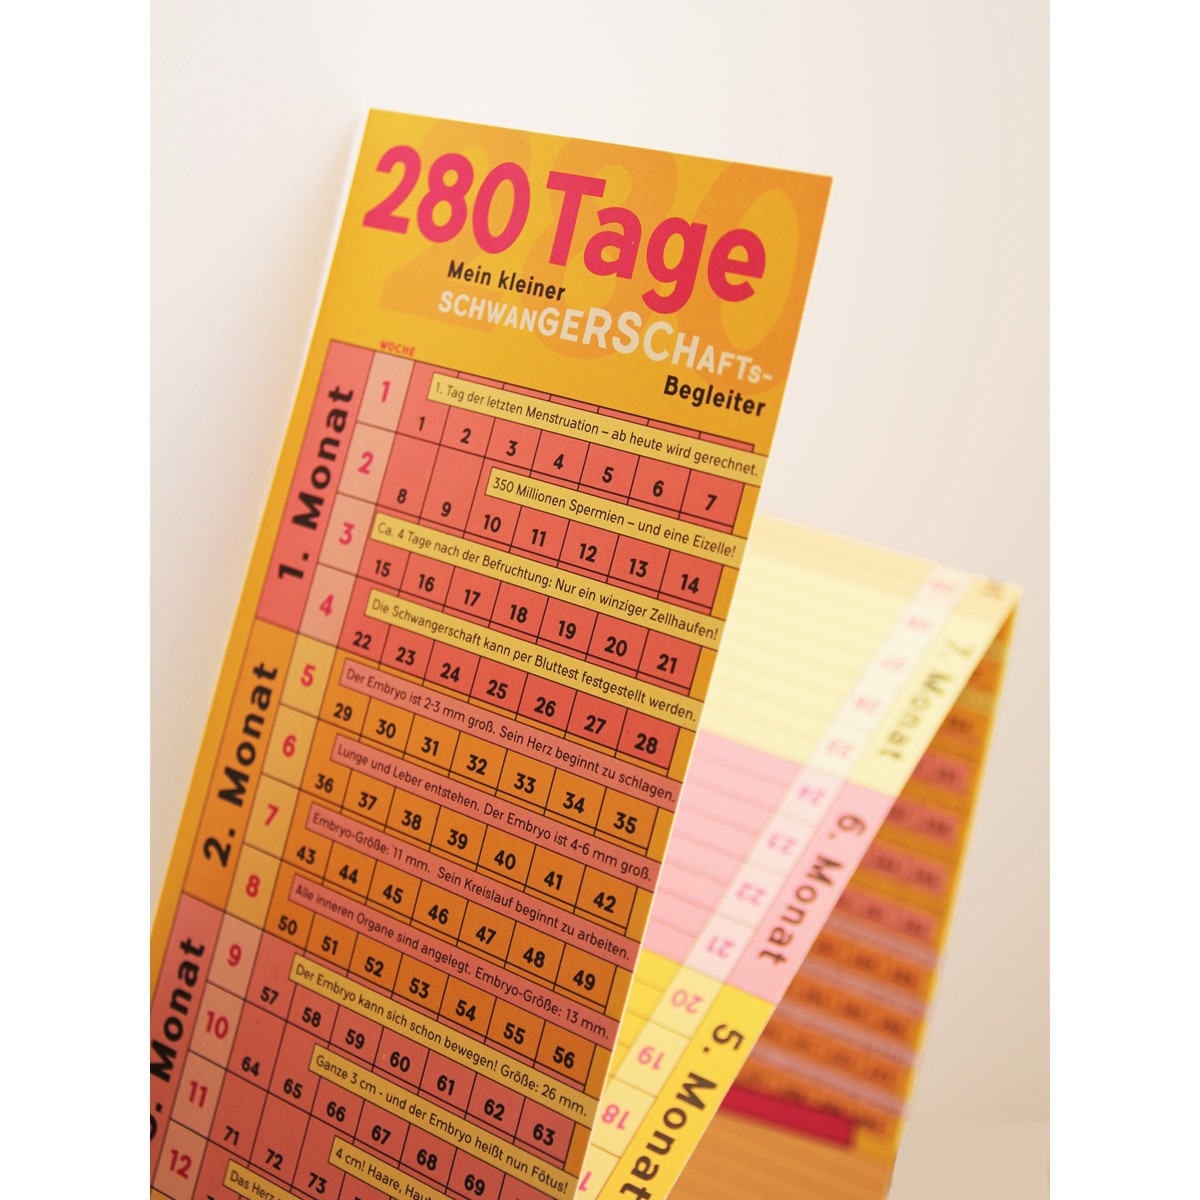 280 Tage
Mein kleiner
SCHWANGERSCHAFTs-
Begleiter
WOCHE
1. Monat
1
1. Tag der letzten Menstruation – ab heute wird gerechnet.
1 2 3 4 5 6 7
2
350 Millionen Spermien – und eine Eizelle!
8 9 10 11 12 13 14
3
Ca. 4 Tage nach der Befruchtung: Nur ein winziger Zellhaufen!
15 16 17 18 19 20 21
4
Die Schwangerschaft kann per Bluttest festgestellt werden.
22 23 24 25 26 27 28
2. Monat
5
Der Embryo ist 2-3 mm groß. Sein Herz beginnt zu schlagen.
29 30 31 32 33 34 35
6
Lunge und Leber entstehen. Der Embryo ist 4-6 mm groß.
36 37 38 39 40 41 42
7
Embryo-Größe: 11 mm. Sein Kreislauf beginnt zu arbeiten.
43 44 45 46 47 48 49
8
Alle inneren Organe sind angelegt. Embryo-Größe: 13 mm.
50 51 52 53 54 55 56
Monat
9
Der Embryo kann sich schon bewegen! Größe: 26 mm.
57 58 59 60 61 62 63
10
Ganze 3 cm - und der Embryo heißt nun Fötus!
64 65 66 67 68 69
11
4 cm! Haare,
71 72 73
12
Das
7. Monat
24
6. Monat
23
22
21
20
5. Monat
19
18